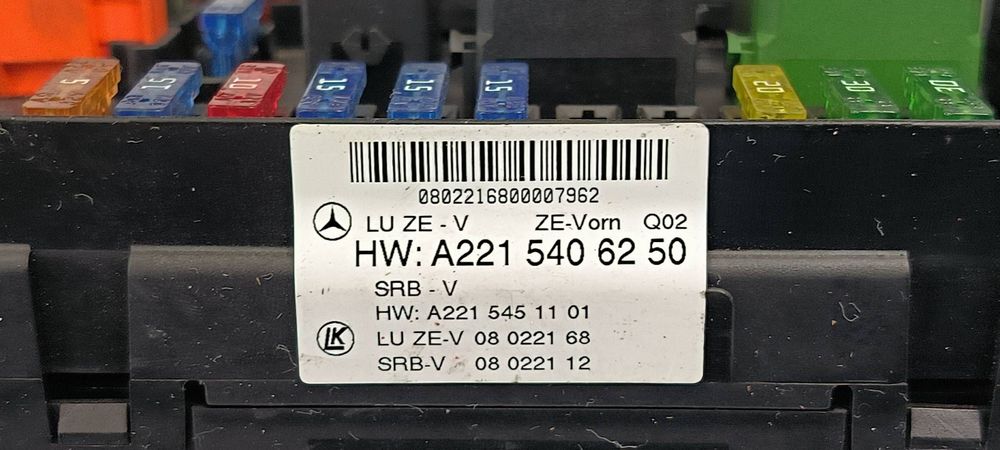 5 15 10 15 15 15 20 30 30
0802216800007962
LU ZE - V ZE-Vorn Q02
HW: A221 540 62 50
SRB - V
HW: A221 545 11 01
LK LU ZE-V 08 0221 68
SRB-V 08 0221 12